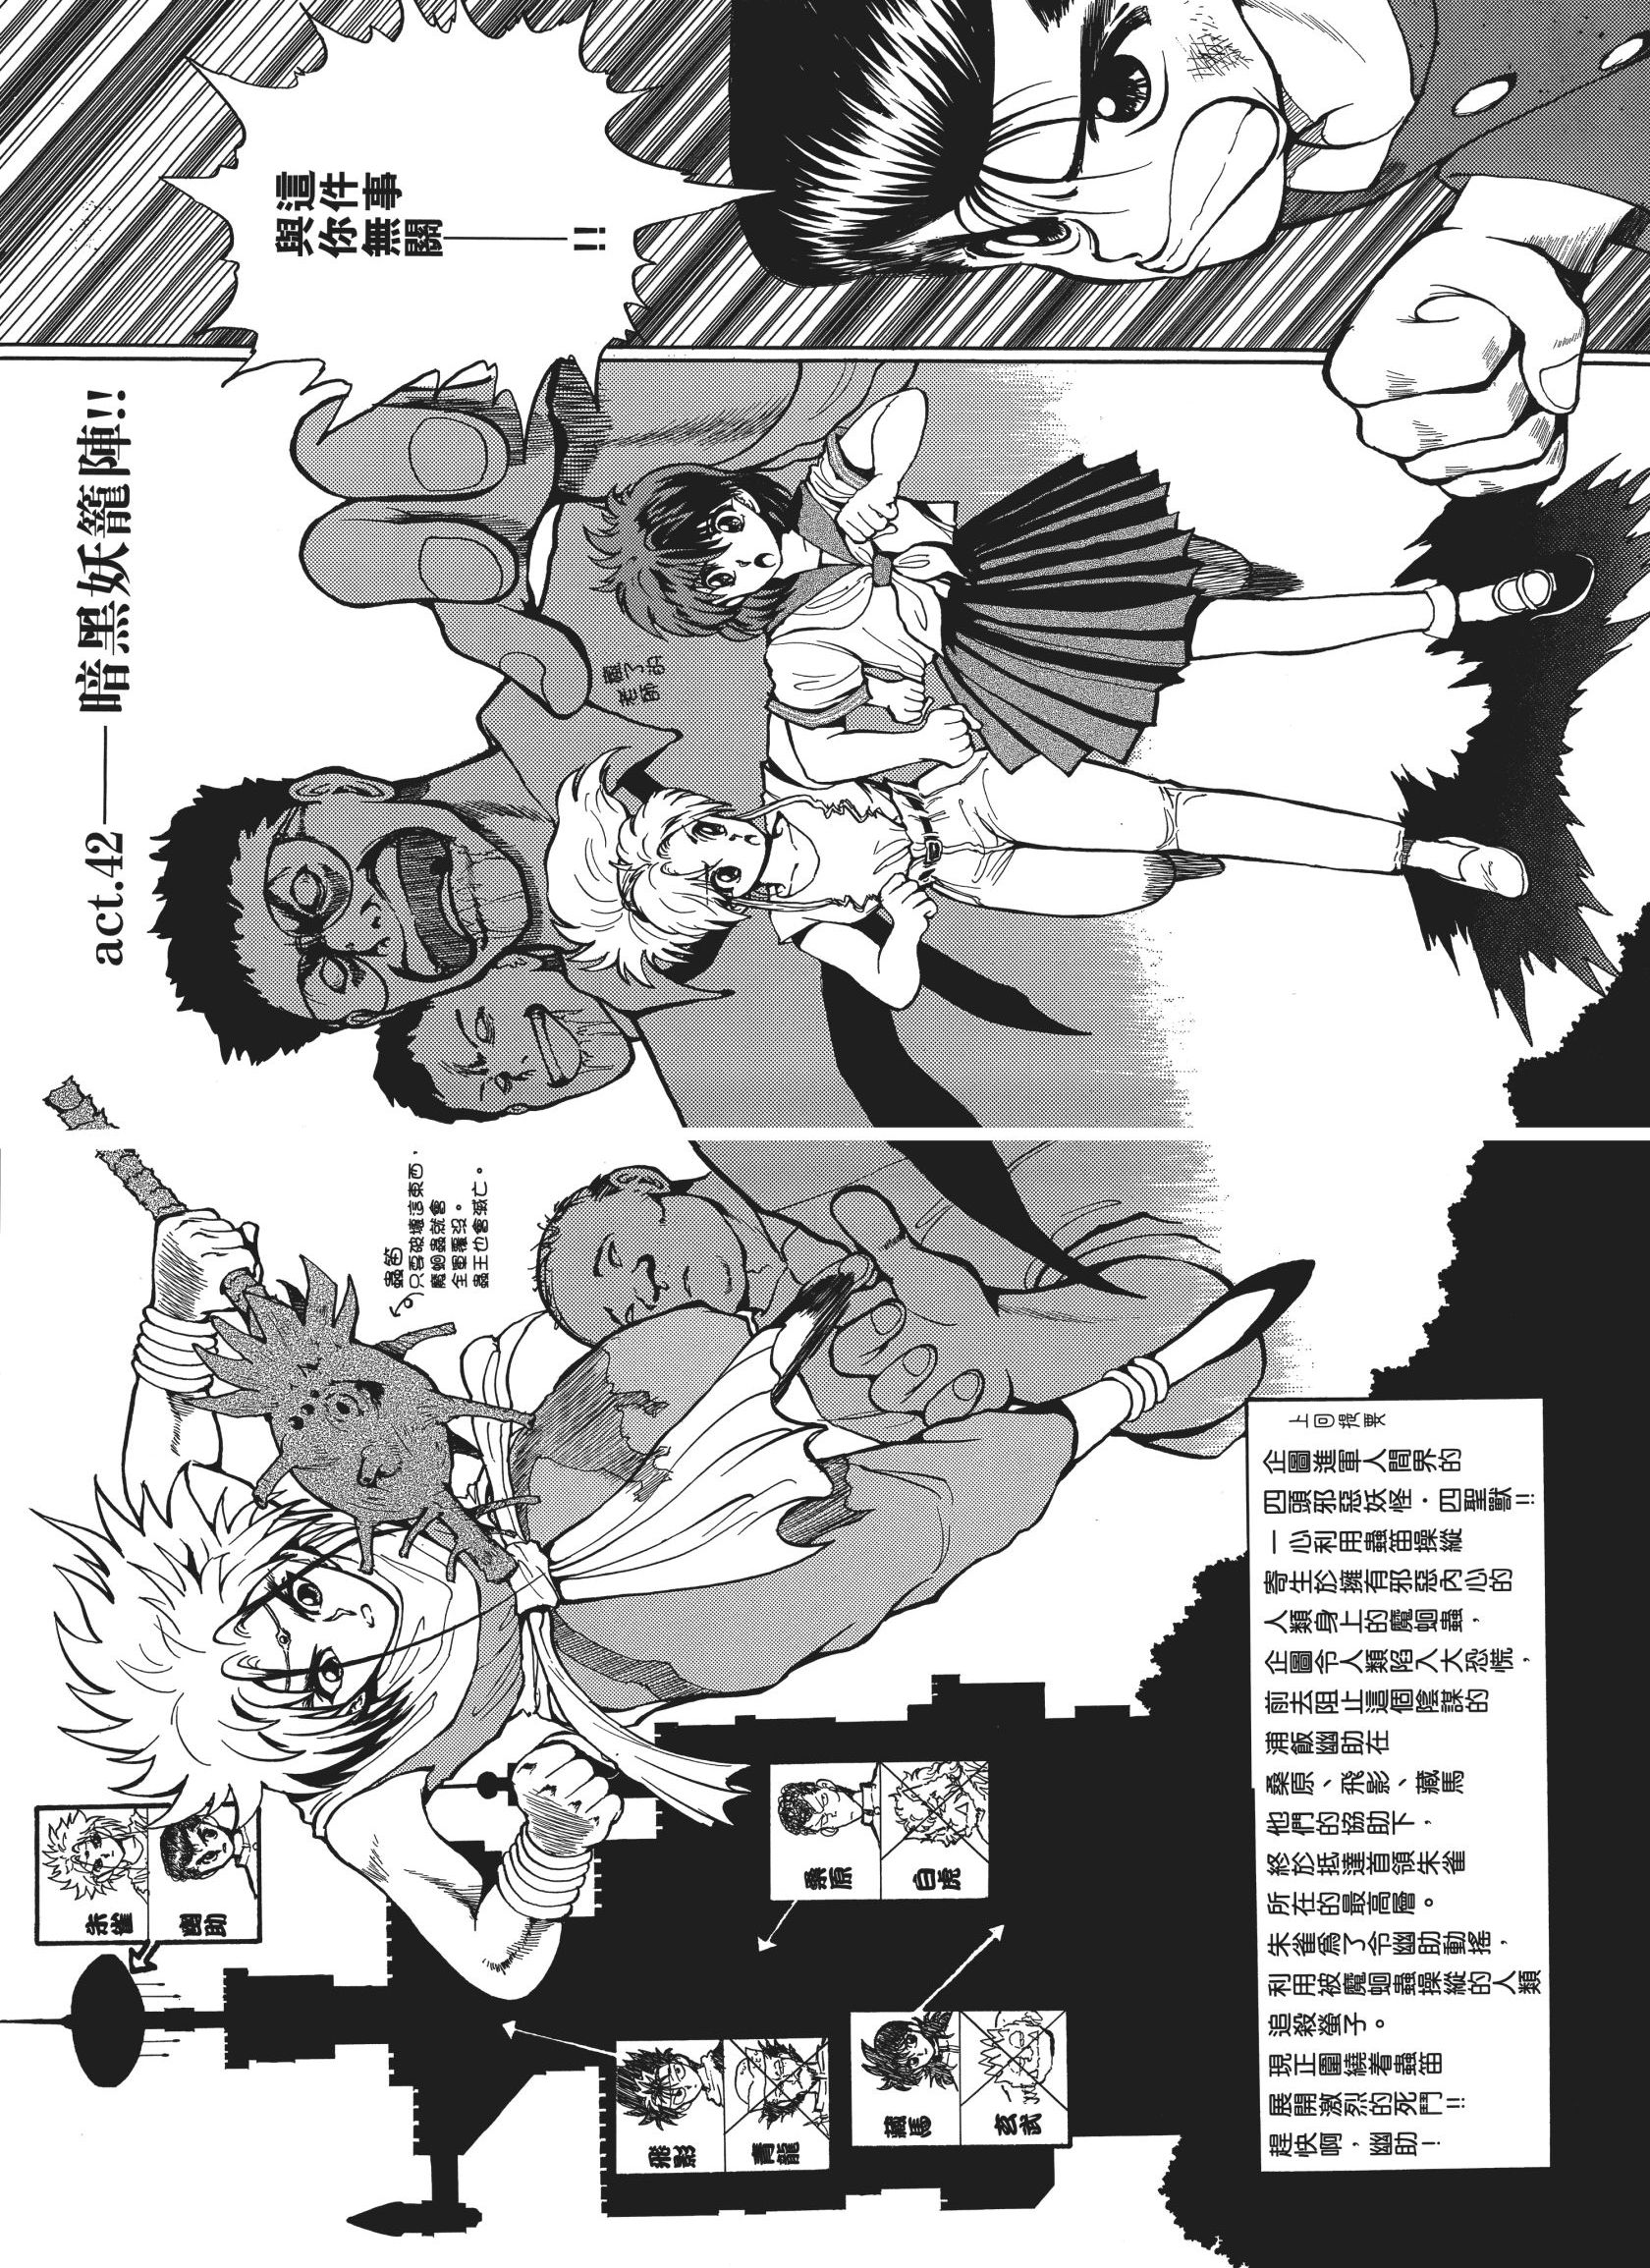 這件事
與你無關——!!
act.42——暗黑妖籠陣!!
老師
蟲笛
只要破壞這東西，
魔蛔蟲就會
全軍覆沒。
蟲王也會滅亡。
上回提要
企圖進軍人間界的
四頭邪惡妖怪・四聖獸!!
一心利用蟲笛操縱
寄生於擁有邪惡內心的
人類身上的魔蛔蟲，
企圖令人類陷入大恐慌，
前去阻止這個陰謀的
浦飯幽助在
桑原、飛影、藏馬
他們的協助下，
終於抵達首領朱雀
所在的最高層。
朱雀為了令幽助動搖，
利用被魔蛔蟲操縱的人類
追殺螢子。
現正圍繞着蟲笛
展開激烈的死鬥!!
趕快啊，幽助!
朱雀
幽助
桑原
白虎
飛影
青龍
藏馬
玄武